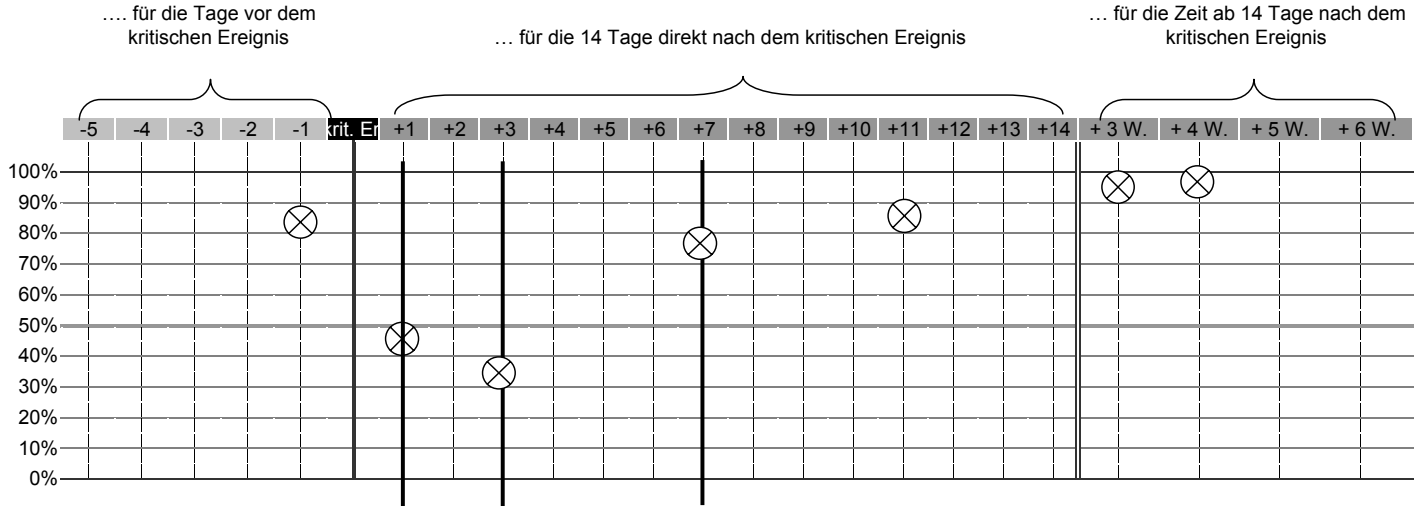 …. für die Tage vor dem
kritischen Ereignis
… für die 14 Tage direkt nach dem kritischen Ereignis
… für die Zeit ab 14 Tage nach dem
kritischen Ereignis
-5 -4 -3 -2 -1 krit. Er +1 +2 +3 +4 +5 +6 +7 +8 +9 +10 +11 +12 +13 +14 + 3 W. + 4 W. + 5 W. + 6 W.
100%
90%
80%
70%
60%
50%
40%
30%
20%
10%
0%